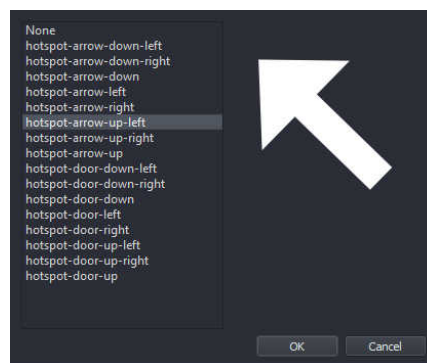 None
hotspot-arrow-down-left
hotspot-arrow-down-right
hotspot-arrow-down
hotspot-arrow-left
hotspot-arrow-right
hotspot-arrow-up-left
hotspot-arrow-up-right
hotspot-arrow-up
hotspot-door-down-left
hotspot-door-down-right
hotspot-door-down
hotspot-door-left
hotspot-door-right
hotspot-door-up-left
hotspot-door-up-right
hotspot-door-up
OK
Cancel